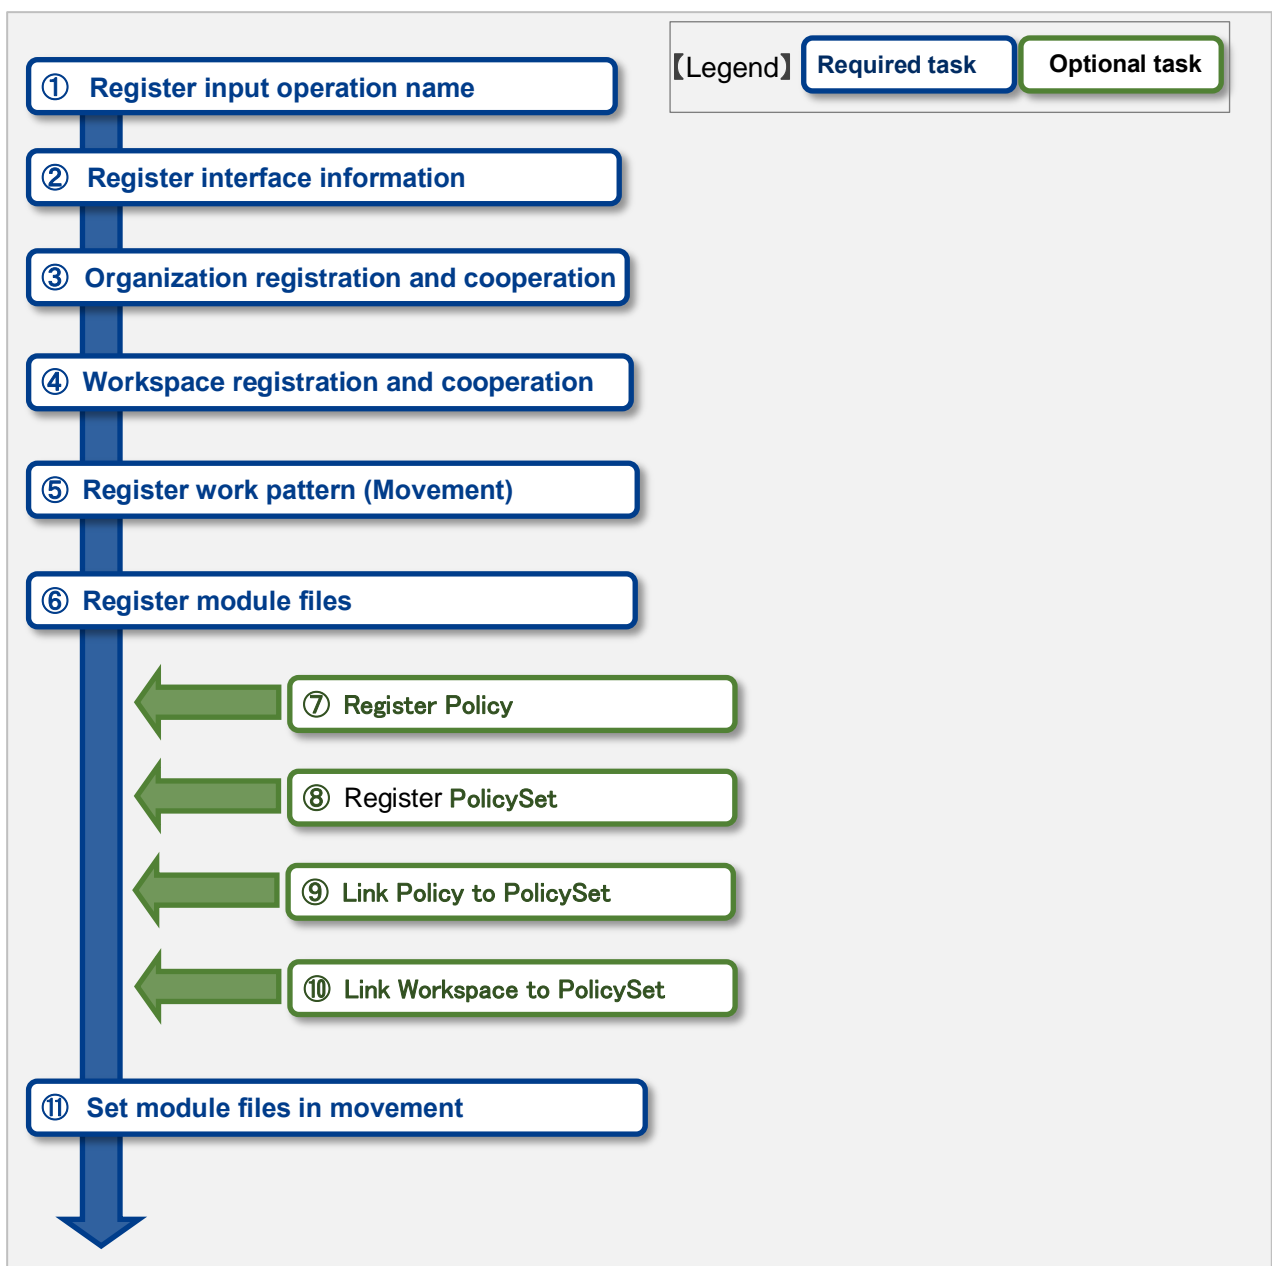 【Legend】 Required task Optional task
① Register input operation name
② Register interface information
③ Organization registration and cooperation
④ Workspace registration and cooperation
⑤ Register work pattern (Movement)
⑥ Register module files
⑦ Register Policy
⑧ Register PolicySet
⑨ Link Policy to PolicySet
⑩ Link Workspace to PolicySet
⑪ Set module files in movement